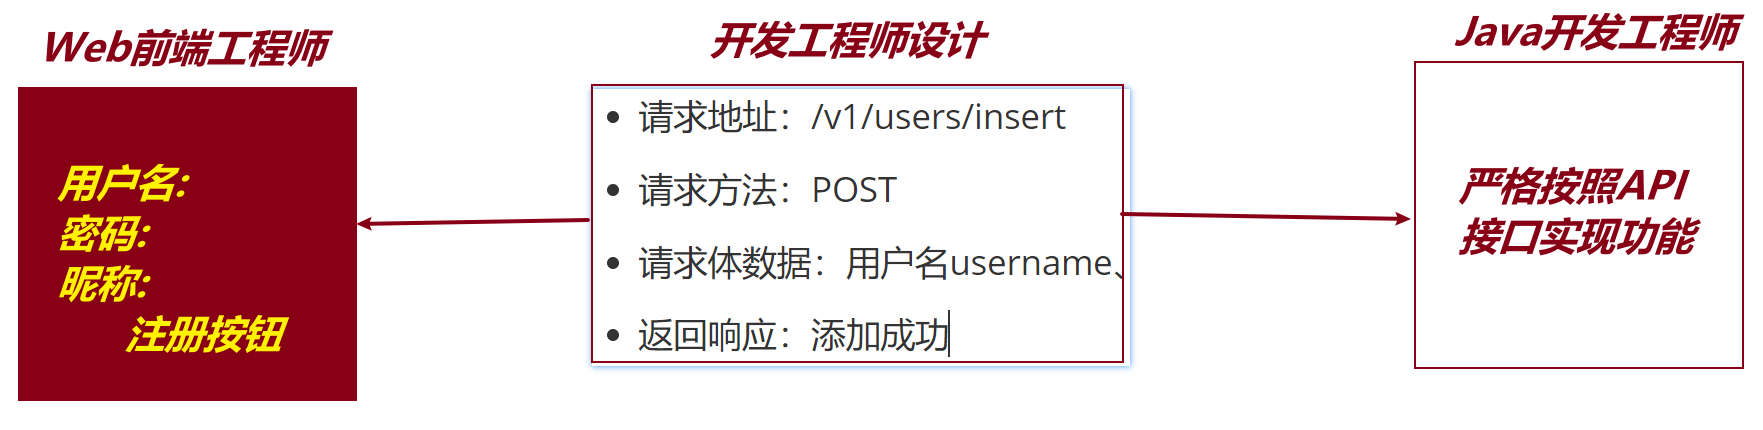 Web前端工程师
用户名:
密码:
昵称:
注册按钮
开发工程师设计
请求地址：/v1/users/insert
请求方法：POST
请求体数据：用户名username、
返回响应：添加成功
Java开发工程师
严格按照API
接口实现功能